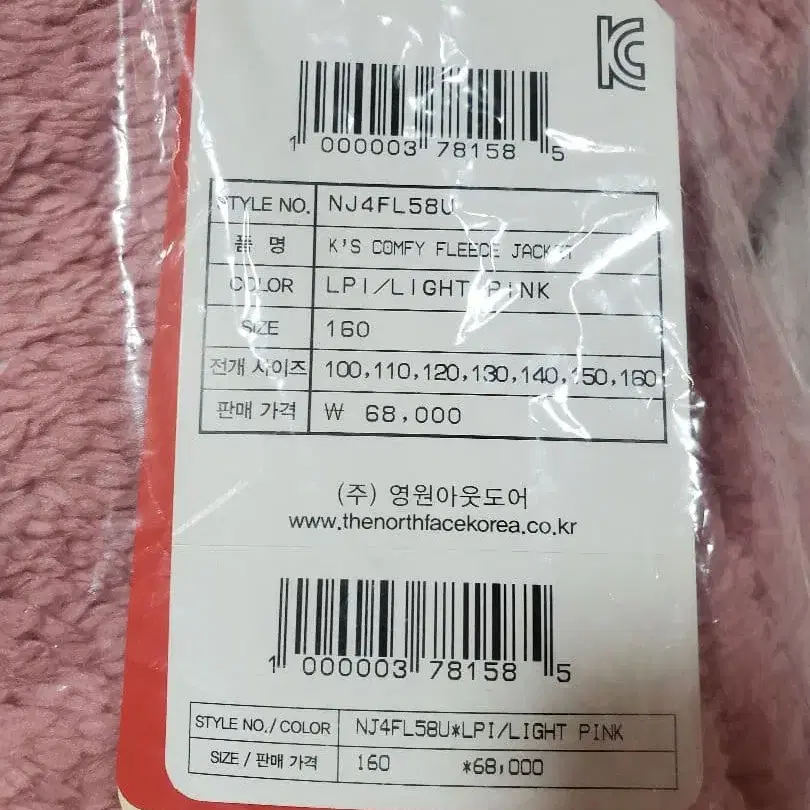 KC
1 000003 78158 5
STYLE NO. NJ4FL58U
품 명 K'S COMFY FLEECE JACKET
COLOR LPI/LIGHT PINK
SIZE 160
전개 사이즈 100,110,120,130,140,150,160
판매 가격 ₩ 68,000
(주) 영원아웃도어
www.thenorthfacekorea.co.kr
1 000003 78158 5
STYLE NO./COLOR NJ4FL58U*LPI/LIGHT PINK
SIZE / 판매 가격 160 *68,000